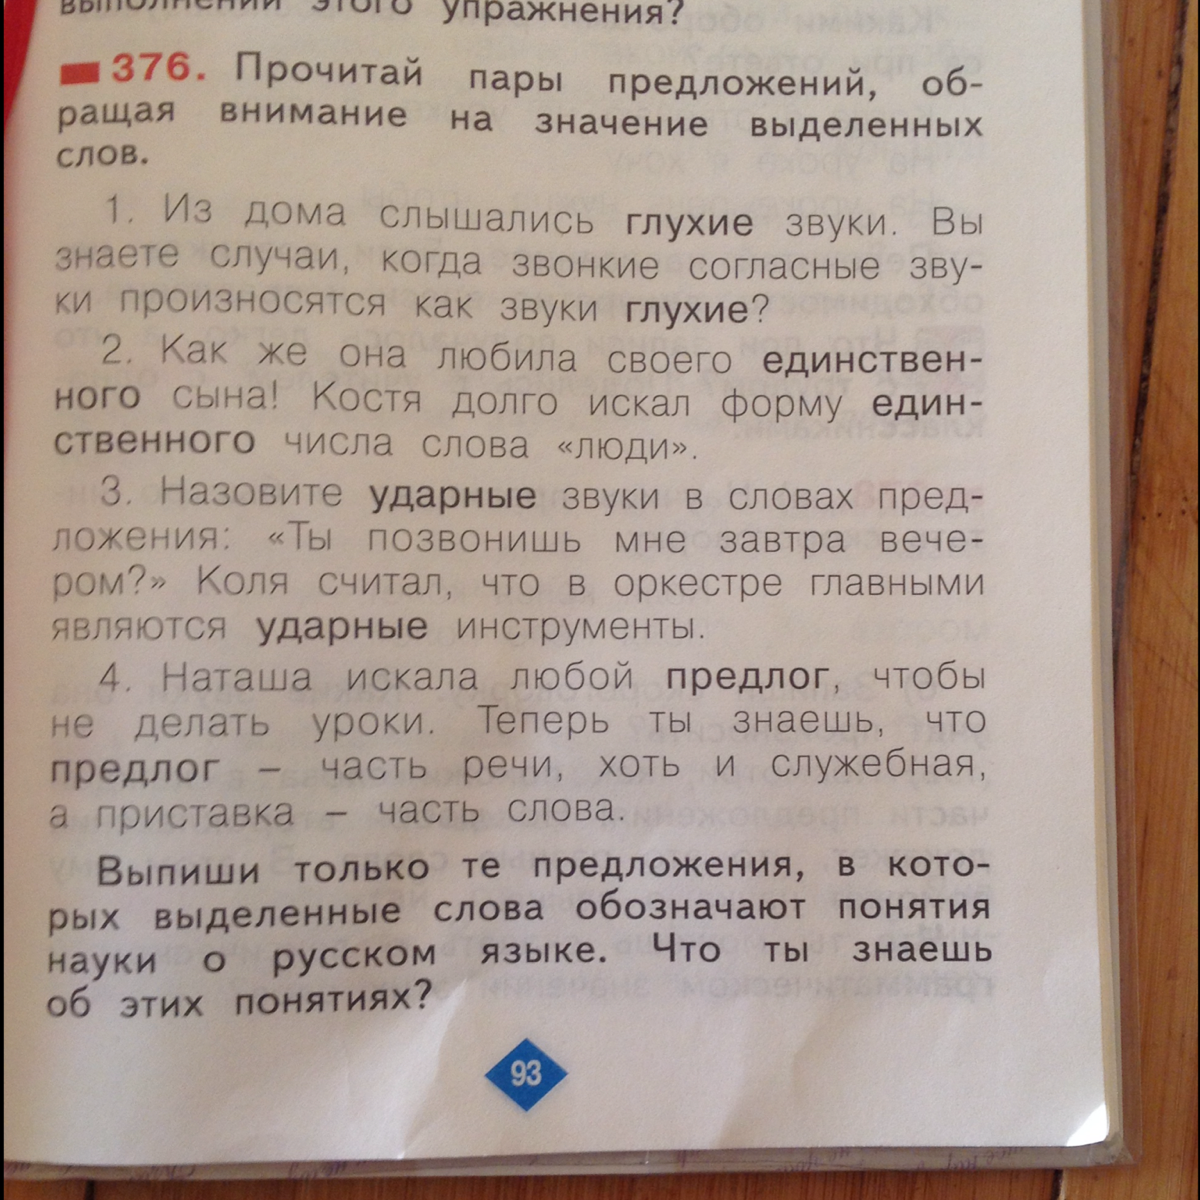 выполнении этого упражнения?
376. Прочитай пары предложений, об-
ращая внимание на значение выделенных
слов.
1. Из дома слышались глухие звуки. Вы
знаете случаи, когда звонкие согласные зву-
ки произносятся как звуки глухие?
2. Как же она любила своего единствен-
ного сына! Костя долго искал форму един-
ственного числа слова «люди».
3. Назовите ударные звуки в словах пред-
ложения: «Ты позвонишь мне завтра вече-
ром?» Коля считал, что в оркестре главными
являются ударные инструменты.
4. Наташа искала любой предлог, чтобы
не делать уроки. Теперь ты знаешь, что
предлог – часть речи, хоть и служебная,
а приставка – часть слова.
Выпиши только те предложения, в кото-
рых выделенные слова обозначают понятия
науки о русском языке. Что ты знаешь
об этих понятиях?
93